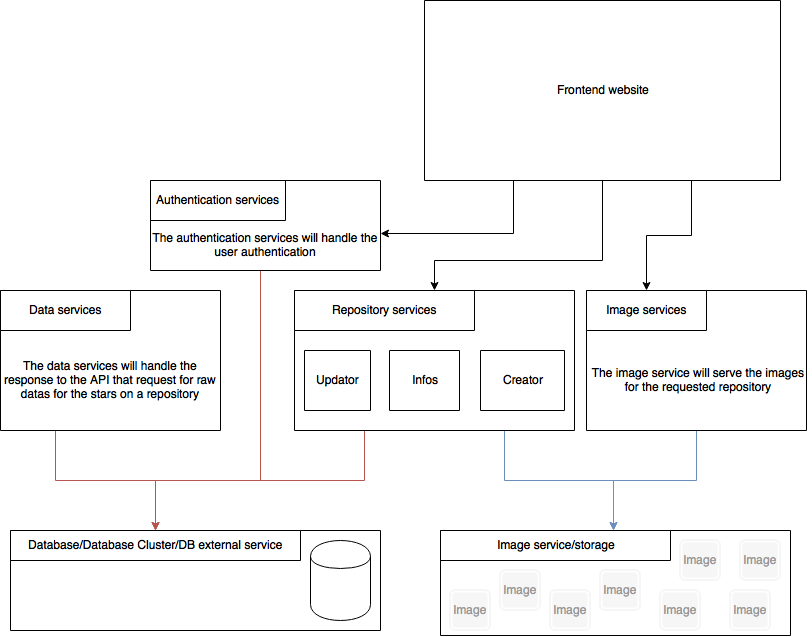 Frontend website
Authentication services
The authentication services will handle the
user authentication
Data services
The data services will handle the
response to the API that request for raw
datas for the stars on a repository
Repository services
Updator
Infos
Creator
Image services
The image service will serve the images
for the requested repository
Database/Database Cluster/DB external service
Image service/storage
Image
Image
Image
Image
Image
Image
Image
Image